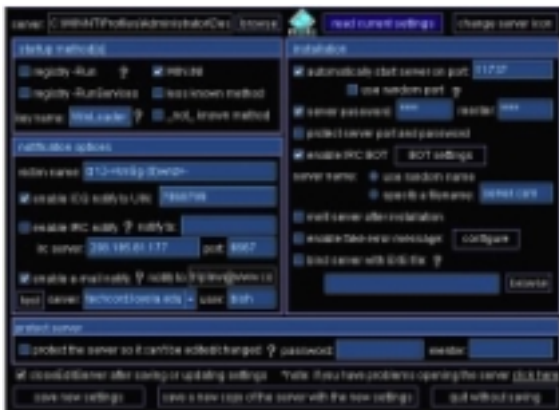 server: browse read current settings change server icon
startup method(s)
registry -Run ? WIN.INI
registry -RunServices less known method
key name: WinLoader ? _not_ known method
notification options
victim name:
enable ICQ notify to UIN:
enable IRC notify ? notify to:
irc server: port: 6667
enable e-mail notify ? notify to:
test server: user:
installation
automatically start server on port:
use random port ?
server password: reenter:
protect server port and password
enable IRC BOT BOT settings
server name: use random name
specify a filename: server.com
melt server after installation
enable fake error message: configure
bind server with EXE file ?
browse
protect server
protect the server so it can't be edited/changed ? password: reenter:
close EditServer after saving or updating settings *note: if you have problems opening the server click here
save new settings save a new copy of the server with the new settings quit without saving